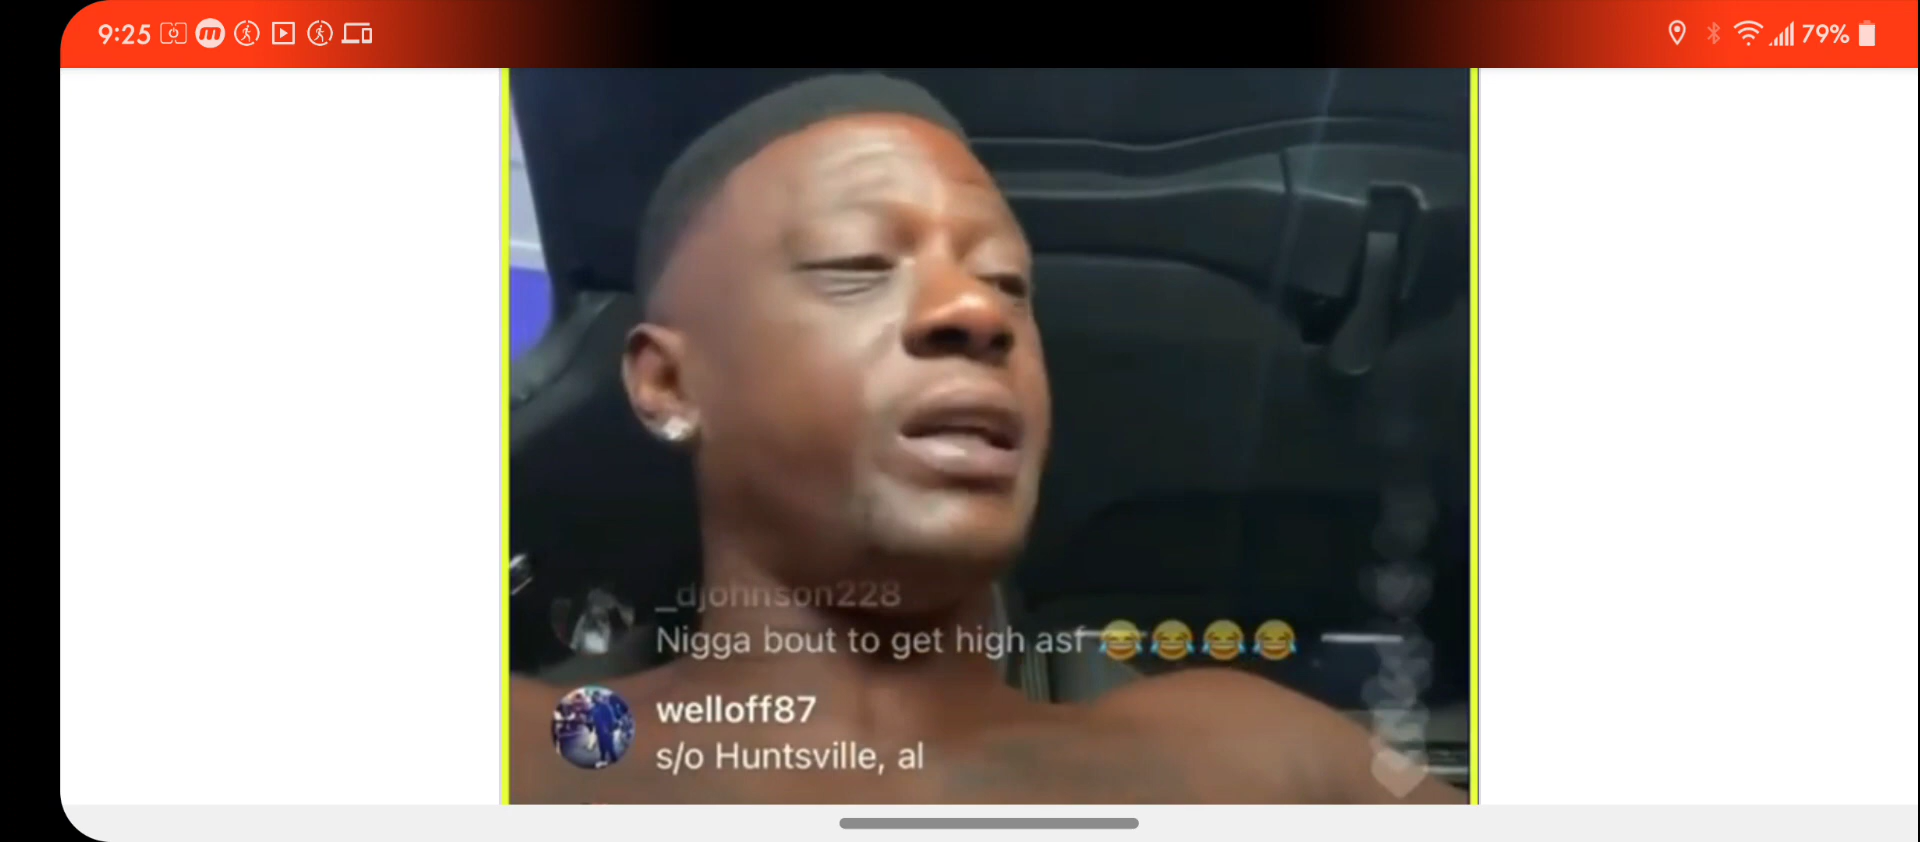 9:25
79%
_djohnson228
Nigga bout to get high asf 😂😂😂😂
welloff87
s/o Huntsville, al